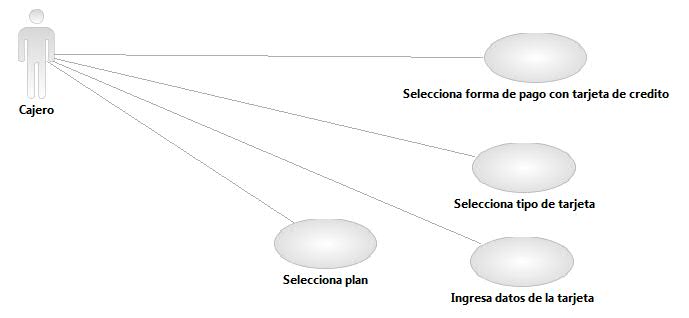 Cajero
Selecciona forma de pago con tarjeta de credito
Selecciona tipo de tarjeta
Selecciona plan
Ingresa datos de la tarjeta